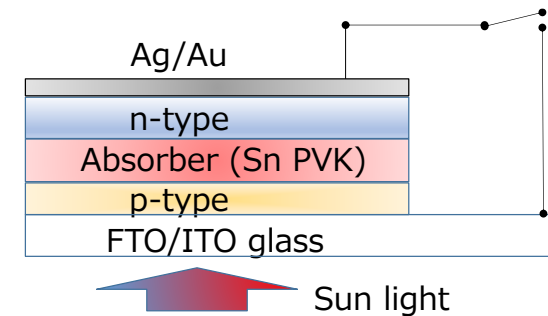 Ag/Au
n-type
Absorber (Sn PVK)
p-type
FTO/ITO glass
Sun light